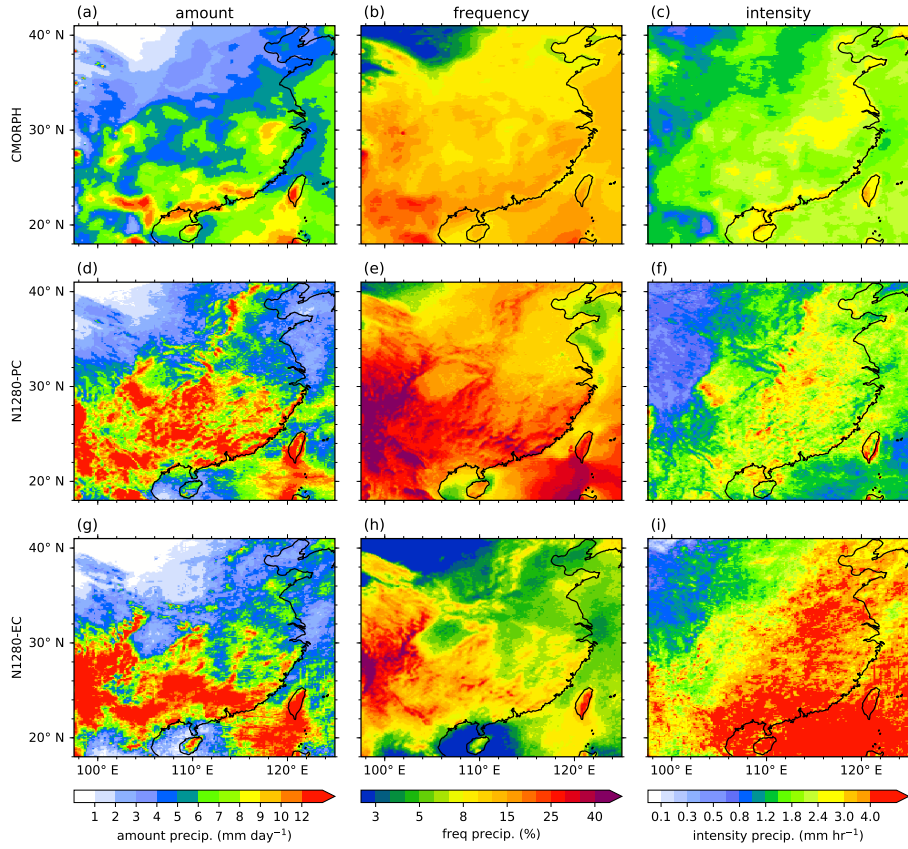 (a) amount (b) frequency (c) intensity
40° N
30° N
20° N
CMORPH
(d) (e) (f)
40° N
30° N
20° N
N1280-PC
(g) (h) (i)
40° N
30° N
20° N
N1280-EC
100° E 110° E 120° E 100° E 110° E 120° E 100° E 110° E 120° E
1 2 3 4 5 6 7 8 9 10 12 3 5 8 15 25 40 0.1 0.3 0.5 0.8 1.2 1.8 2.4 3.0 4.0
amount precip. (mm day⁻¹) freq precip. (%) intensity precip. (mm hr⁻¹)